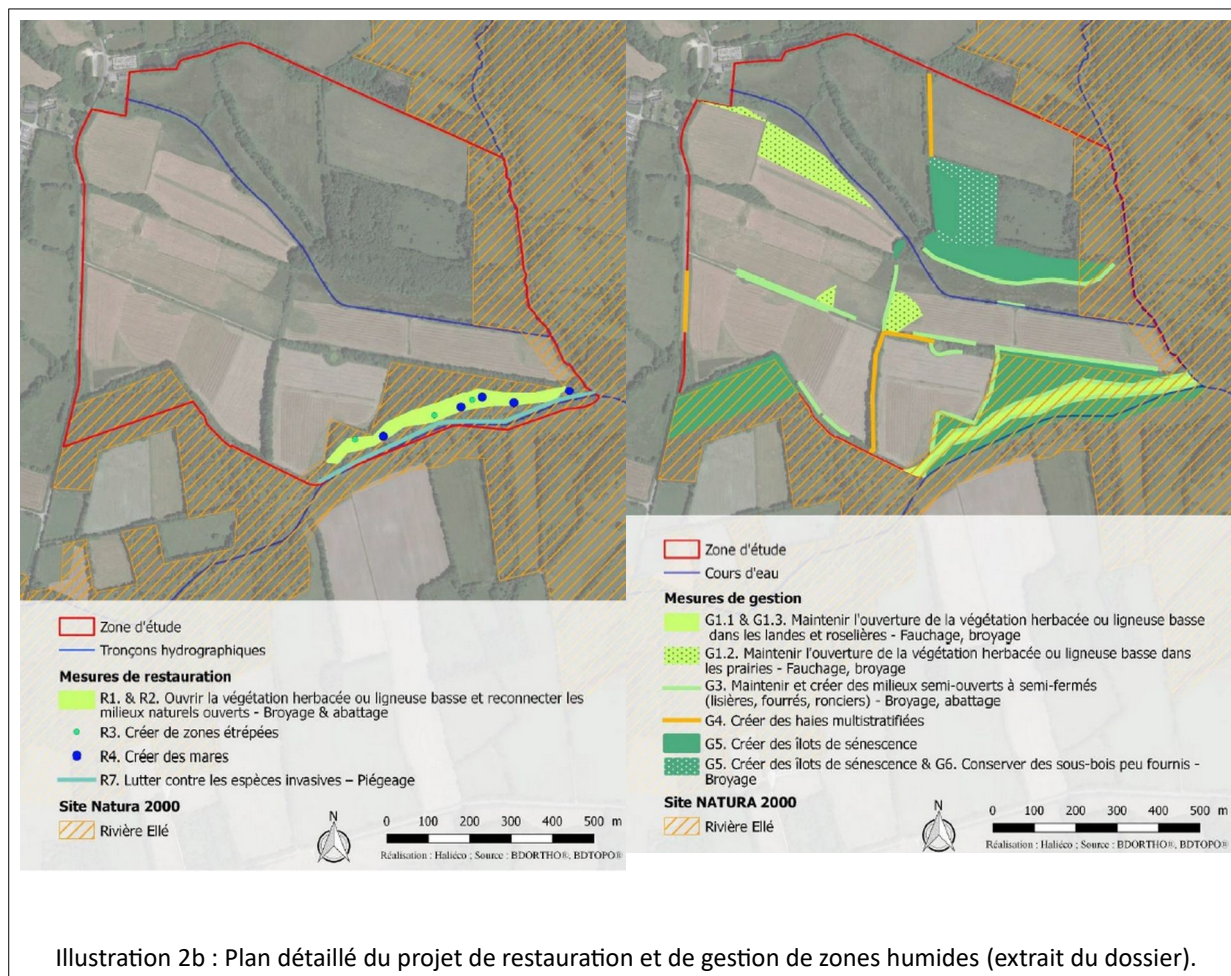 Zone d'étude
Tronçons hydrographiques
Mesures de restauration
R1. & R2. Ouvrir la végétation herbacée ou ligneuse basse et reconnecter les
milieux naturels ouverts - Broyage & abattage
R3. Créer de zones étrépées
R4. Créer des mares
R7. Lutter contre les espèces invasives – Piégeage
Site Natura 2000
Rivière Ellé
N
0 100 200 300 400 500 m
Réalisation : Haliéco ; Source : BDORTHO®, BDTOPO®
Zone d'étude
Cours d'eau
Mesures de gestion
G1.1 & G1.3. Maintenir l'ouverture de la végétation herbacée ou ligneuse basse
dans les landes et roselières - Fauchage, broyage
G1.2. Maintenir l'ouverture de la végétation herbacée ou ligneuse basse dans
les prairies - Fauchage, broyage
G3. Maintenir et créer des milieux semi-ouverts à semi-fermés
(lisières, fourrés, ronciers) - Broyage, abattage
G4. Créer des haies multistratifiées
G5. Créer des îlots de sénescence
G5. Créer des îlots de sénescence & G6. Conserver des sous-bois peu fournis -
Broyage
Site NATURA 2000
Rivière Ellé
N
0 100 200 300 400 500 m
Réalisation : Haliéco ; Source : BDORTHO®, BDTOPO®
Illustration 2b : Plan détaillé du projet de restauration et de gestion de zones humides (extrait du dossier).